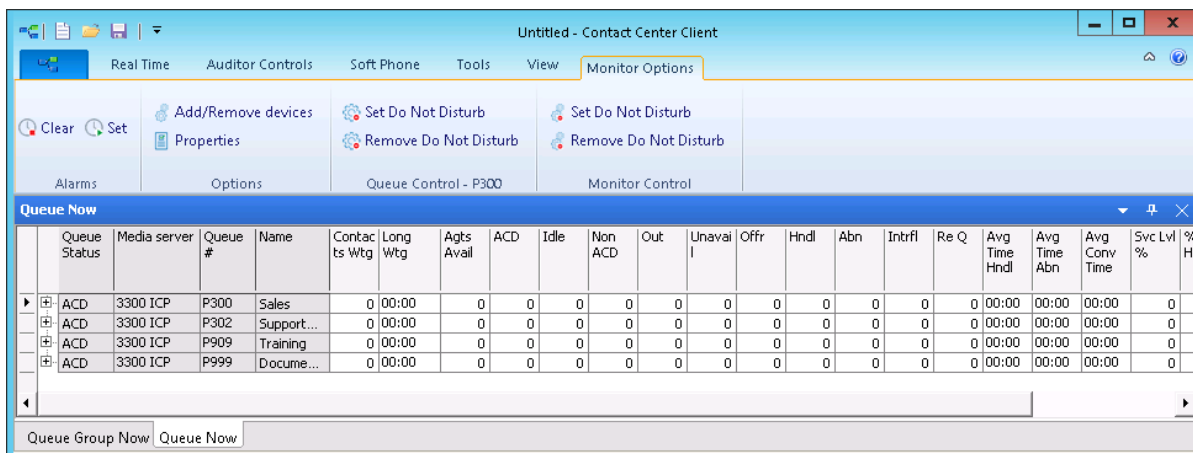 Untitled - Contact Center Client
Real Time Auditor Controls Soft Phone Tools View Monitor Options
Clear Set Add/Remove devices Set Do Not Disturb Set Do Not Disturb
Properties Remove Do Not Disturb Remove Do Not Disturb
Alarms Options Queue Control - P300 Monitor Control
Queue Now
Queue Media server Queue Name Contac Long Agts ACD Idle Non Out Unavai Offr Hndl Abn Intrfl Re Q Avg Avg Avg Svc Lvl %
Status # ts Wtg Wtg Avail ACD l Time Time Conv % H
Hndl Abn Time
ACD 3300 ICP P300 Sales 0 00:00 0 0 0 0 0 0 0 0 0 0 0 00:00 00:00 00:00 0
ACD 3300 ICP P302 Support... 0 00:00 0 0 0 0 0 0 0 0 0 0 0 00:00 00:00 00:00 0
ACD 3300 ICP P909 Training 0 00:00 0 0 0 0 0 0 0 0 0 0 0 00:00 00:00 00:00 0
ACD 3300 ICP P999 Docume... 0 00:00 0 0 0 0 0 0 0 0 0 0 0 00:00 00:00 00:00 0
Queue Group Now Queue Now